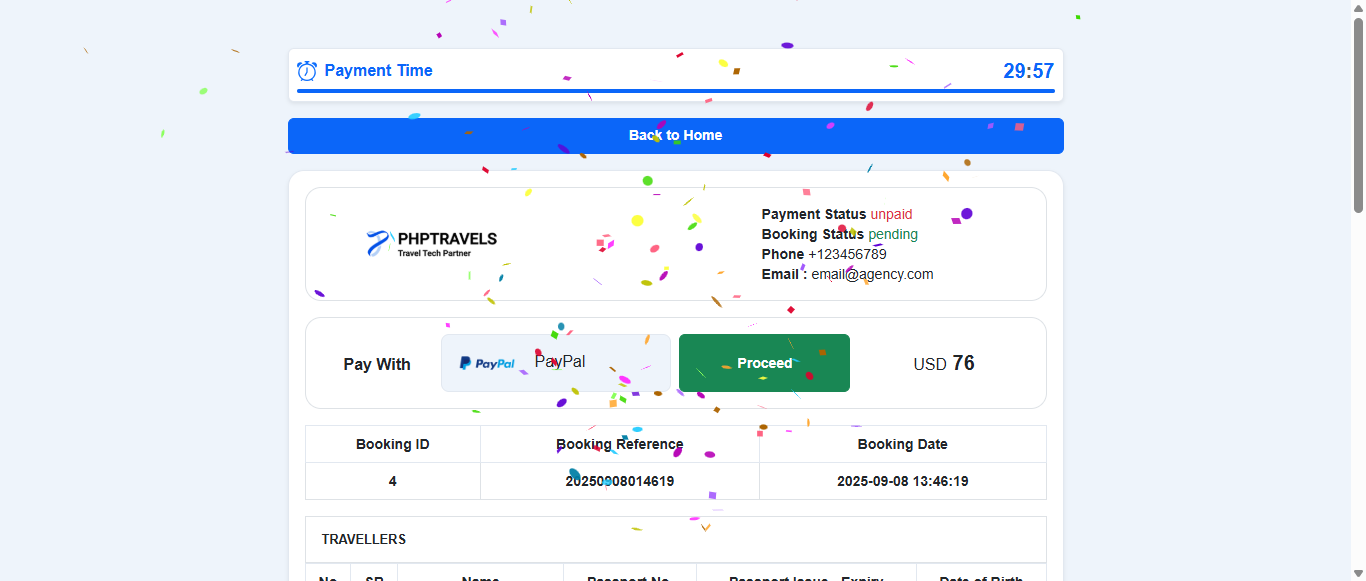 Payment Time 29:57
Back to Home
PHPTRAVELS
Travel Tech Partner
Payment Status unpaid
Booking Status pending
Phone +123456789
Email : email@agency.com
Pay With PayPal PayPal Proceed USD 76
Booking ID Booking Reference Booking Date
4 20250908014619 2025-09-08 13:46:19
TRAVELLERS
No SR Name Passport No Passport Issue - Expiry Date of Birth